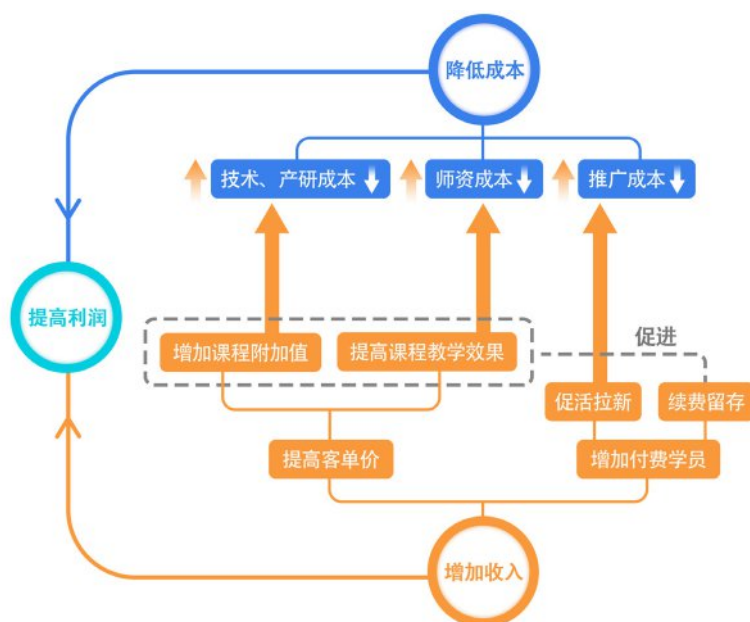 降低成本
技术、产研成本
师资成本
推广成本
提高利润
促进
增加课程附加值
提高课程教学效果
促活拉新
续费留存
提高客单价
增加付费学员
增加收入